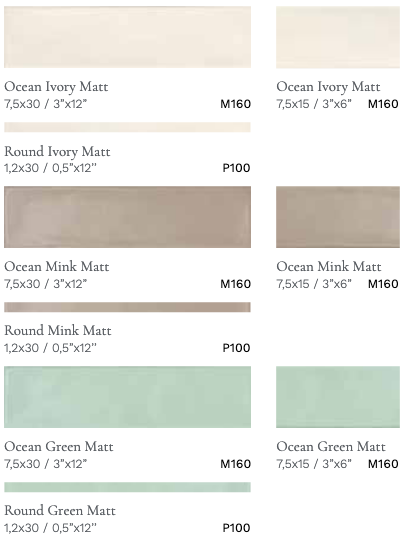 Ocean Ivory Matt
7,5x30 / 3”x12” M160
Ocean Ivory Matt
7,5x15 / 3”x6” M160
Round Ivory Matt
1,2x30 / 0,5”x12’’ P100
Ocean Mink Matt
7,5x30 / 3”x12” M160
Ocean Mink Matt
7,5x15 / 3”x6” M160
Round Mink Matt
1,2x30 / 0,5”x12’’ P100
Ocean Green Matt
7,5x30 / 3”x12” M160
Ocean Green Matt
7,5x15 / 3”x6” M160
Round Green Matt
1,2x30 / 0,5”x12’’ P100